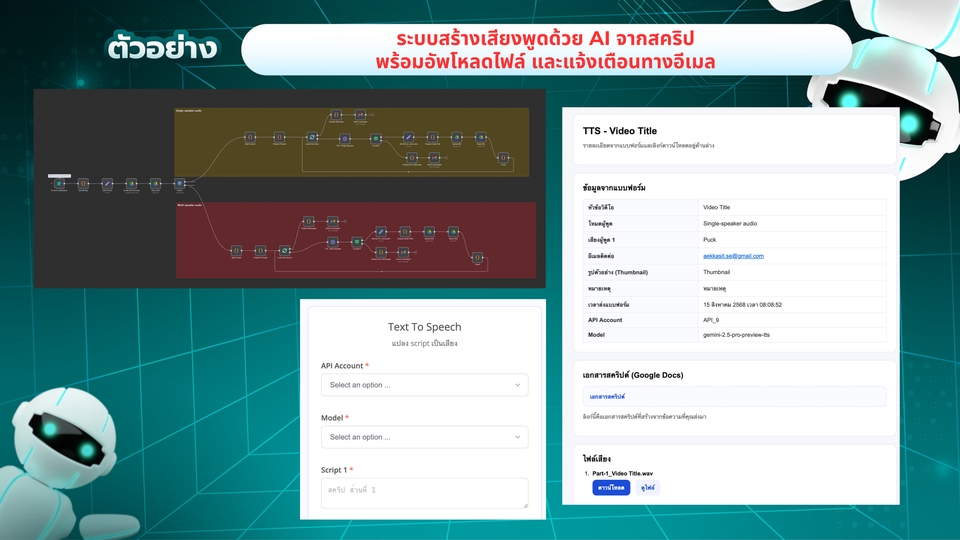 ตัวอย่าง
ระบบสร้างเสียงพูดด้วย AI จากสคริป
พร้อมอัพโหลดไฟล์ และแจ้งเตือนทางอีเมล
Single-speaker audio
Multi-speaker audio
Text To Speech
แปลง script เป็นเสียง
API Account *
Select an option ...
Model *
Select an option ...
Script 1 *
สคริป ส่วนที่ 1
TTS - Video Title
รายละเอียดจากแบบฟอร์มและลิงก์ดาวน์โหลดอยู่ด้านล่าง
ข้อมูลจากแบบฟอร์ม
หัวข้อวิดีโอ Video Title
โหมดผู้พูด Single-speaker audio
เสียงผู้พูด 1 Puck
อีเมลติดต่อ aekkasit.se@gmail.com
รูปตัวอย่าง (Thumbnail) Thumbnail
หมายเหตุ หมายเหตุ
เวลาส่งแบบฟอร์ม 15 สิงหาคม 2568 เวลา 08:08:52
API Account API_9
Model gemini-2.5-pro-preview-tts
เอกสารสคริปต์ (Google Docs)
เอกสารสคริปต์
ลิงก์นี้คือเอกสารสคริปต์ที่สร้างจากข้อความที่คุณส่งมา
ไฟล์เสียง
1. Part-1_Video Title.wav
ดาวน์โหลด ดูไฟล์